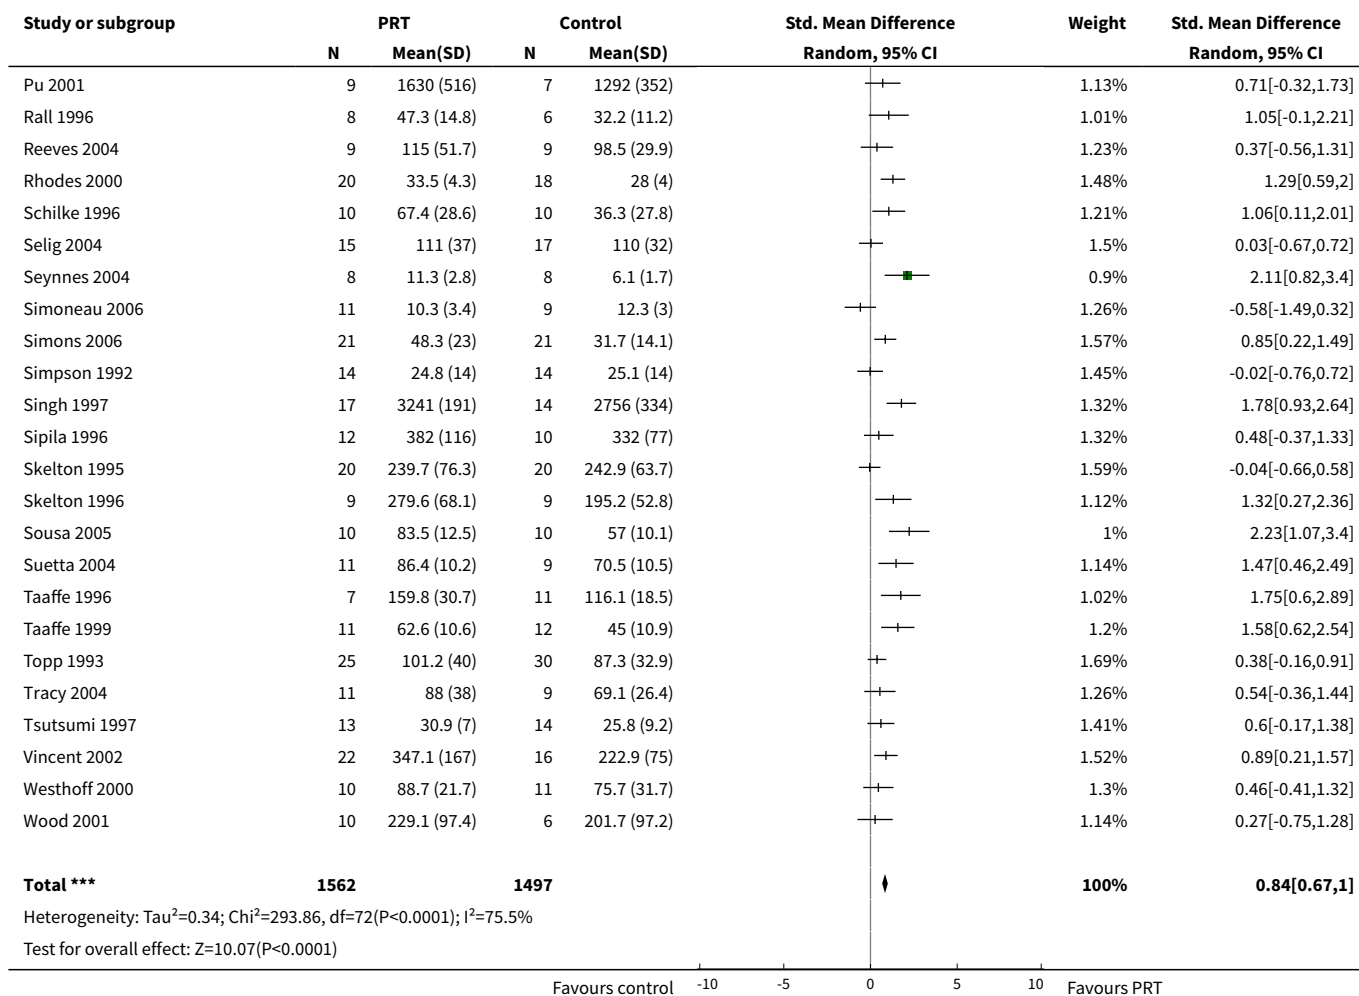 Study or subgroup PRT Control Std. Mean Difference Weight Std. Mean Difference
N Mean(SD) N Mean(SD) Random, 95% CI Random, 95% CI
Pu 2001 9 1630 (516) 7 1292 (352) 1.13% 0.71[-0.32,1.73]
Rall 1996 8 47.3 (14.8) 6 32.2 (11.2) 1.01% 1.05[-0.1,2.21]
Reeves 2004 9 115 (51.7) 9 98.5 (29.9) 1.23% 0.37[-0.56,1.31]
Rhodes 2000 20 33.5 (4.3) 18 28 (4) 1.48% 1.29[0.59,2]
Schilke 1996 10 67.4 (28.6) 10 36.3 (27.8) 1.21% 1.06[0.11,2.01]
Selig 2004 15 111 (37) 17 110 (32) 1.5% 0.03[-0.67,0.72]
Seynnes 2004 8 11.3 (2.8) 8 6.1 (1.7) 0.9% 2.11[0.82,3.4]
Simoneau 2006 11 10.3 (3.4) 9 12.3 (3) 1.26% -0.58[-1.49,0.32]
Simons 2006 21 48.3 (23) 21 31.7 (14.1) 1.57% 0.85[0.22,1.49]
Simpson 1992 14 24.8 (14) 14 25.1 (14) 1.45% -0.02[-0.76,0.72]
Singh 1997 17 3241 (191) 14 2756 (334) 1.32% 1.78[0.93,2.64]
Sipila 1996 12 382 (116) 10 332 (77) 1.32% 0.48[-0.37,1.33]
Skelton 1995 20 239.7 (76.3) 20 242.9 (63.7) 1.59% -0.04[-0.66,0.58]
Skelton 1996 9 279.6 (68.1) 9 195.2 (52.8) 1.12% 1.32[0.27,2.36]
Sousa 2005 10 83.5 (12.5) 10 57 (10.1) 1% 2.23[1.07,3.4]
Suetta 2004 11 86.4 (10.2) 9 70.5 (10.5) 1.14% 1.47[0.46,2.49]
Taaffe 1996 7 159.8 (30.7) 11 116.1 (18.5) 1.02% 1.75[0.6,2.89]
Taaffe 1999 11 62.6 (10.6) 12 45 (10.9) 1.2% 1.58[0.62,2.54]
Topp 1993 25 101.2 (40) 30 87.3 (32.9) 1.69% 0.38[-0.16,0.91]
Tracy 2004 11 88 (38) 9 69.1 (26.4) 1.26% 0.54[-0.36,1.44]
Tsutsumi 1997 13 30.9 (7) 14 25.8 (9.2) 1.41% 0.6[-0.17,1.38]
Vincent 2002 22 347.1 (167) 16 222.9 (75) 1.52% 0.89[0.21,1.57]
Westhoff 2000 10 88.7 (21.7) 11 75.7 (31.7) 1.3% 0.46[-0.41,1.32]
Wood 2001 10 229.1 (97.4) 6 201.7 (97.2) 1.14% 0.27[-0.75,1.28]
Total *** 1562 1497 100% 0.84[0.67,1]
Heterogeneity: Tau²=0.34; Chi²=293.86, df=72(P<0.0001); I²=75.5%
Test for overall effect: Z=10.07(P<0.0001)
Favours control -10 -5 0 5 10 Favours PRT